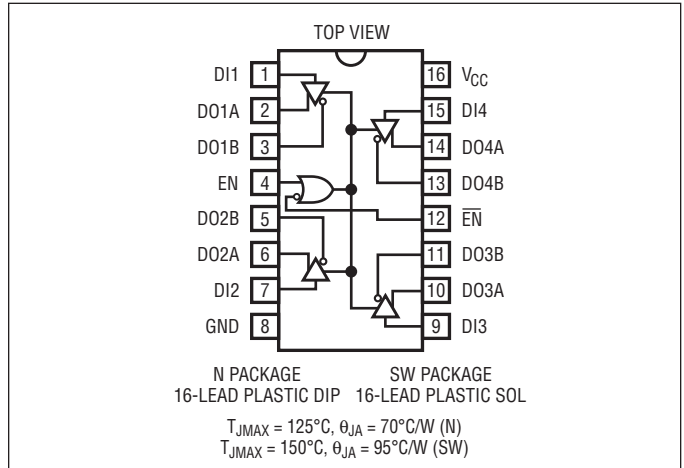 TOP VIEW
DI1 1
DO1A 2
DO1B 3
EN 4
DO2B 5
DO2A 6
DI2 7
GND 8
16 VCC
15 DI4
14 DO4A
13 DO4B
12 E̅N̅
11 DO3B
10 DO3A
9 DI3
N PACKAGE
16-LEAD PLASTIC DIP
SW PACKAGE
16-LEAD PLASTIC SOL
TJMAX = 125°C, θJA = 70°C/W (N)
TJMAX = 150°C, θJA = 95°C/W (SW)